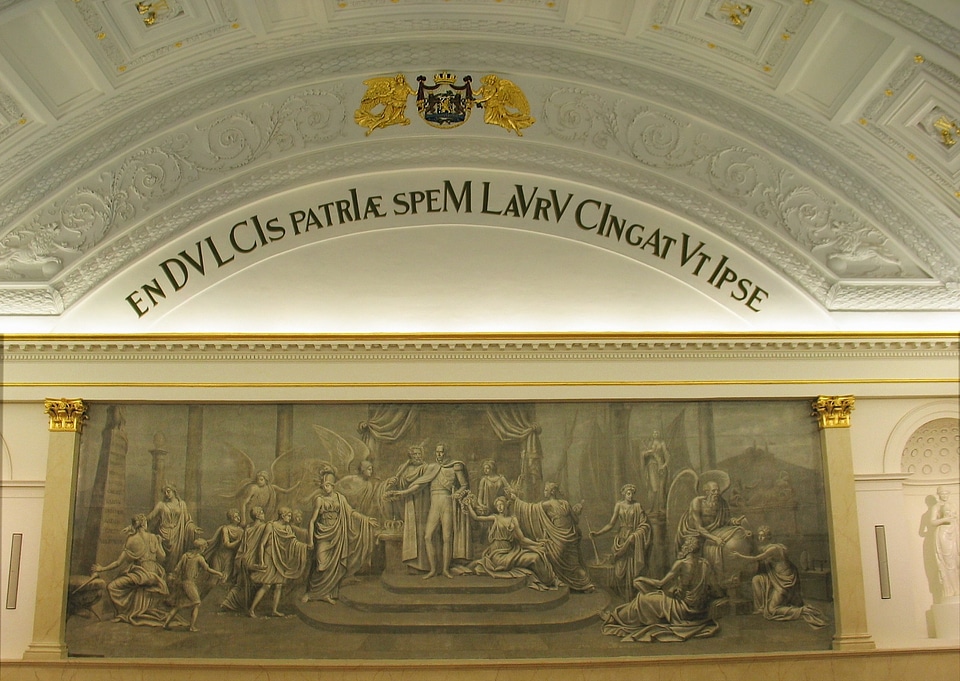 EN DVLCIS PATRIÆ SPEM LAVRV CINGAT VT IPSE